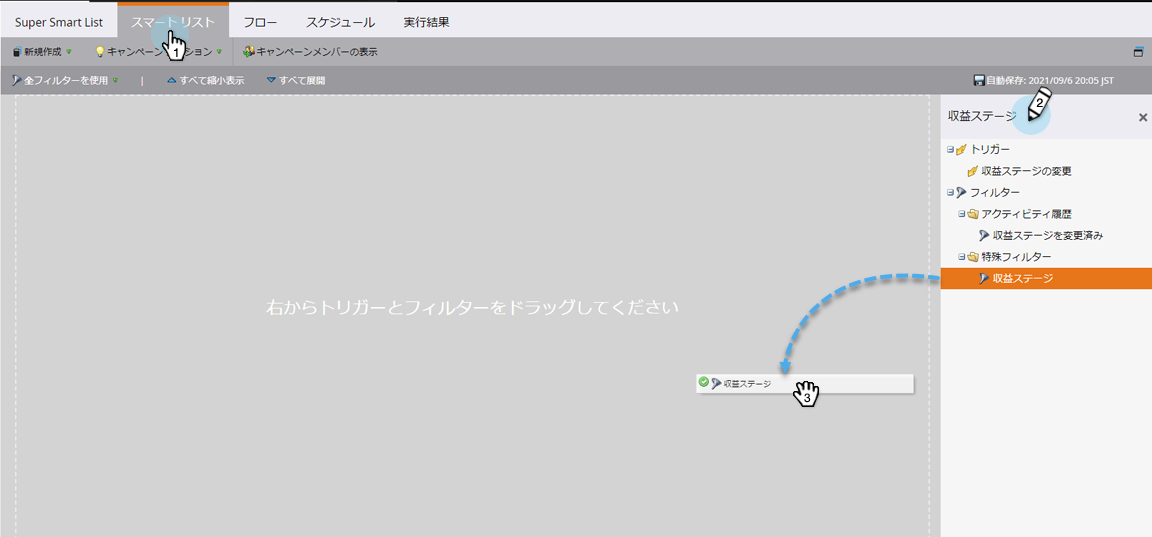 Super Smart List スマート リスト フロー スケジュール 実行結果
1
新規作成 キャンペーン ション キャンペーンメンバーの表示
全フィルターを使用 | すべて縮小表示 すべて展開 自動保存: 2021/09/6 20:05 JST
2
収益ステージ ×
トリガー
収益ステージの変更
フィルター
アクティビティ履歴
収益ステージを変更済み
特殊フィルター
収益ステージ
右からトリガーとフィルターをドラッグしてください
収益ステージ
3